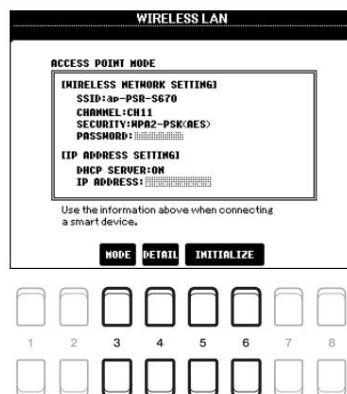 WIRELESS LAN
ACCESS POINT MODE
[WIRELESS NETWORK SETTING]
SSID:ap-PSR-S670
CHANNEL:CH11
SECURITY:WPA2-PSK(AES)
PASSWORD:
[IP ADDRESS SETTING]
DHCP SERVER:ON
IP ADDRESS:
Use the information above when connecting
a smart device.
MODE DETAIL INITIALIZE
1 2 3 4 5 6 7 8